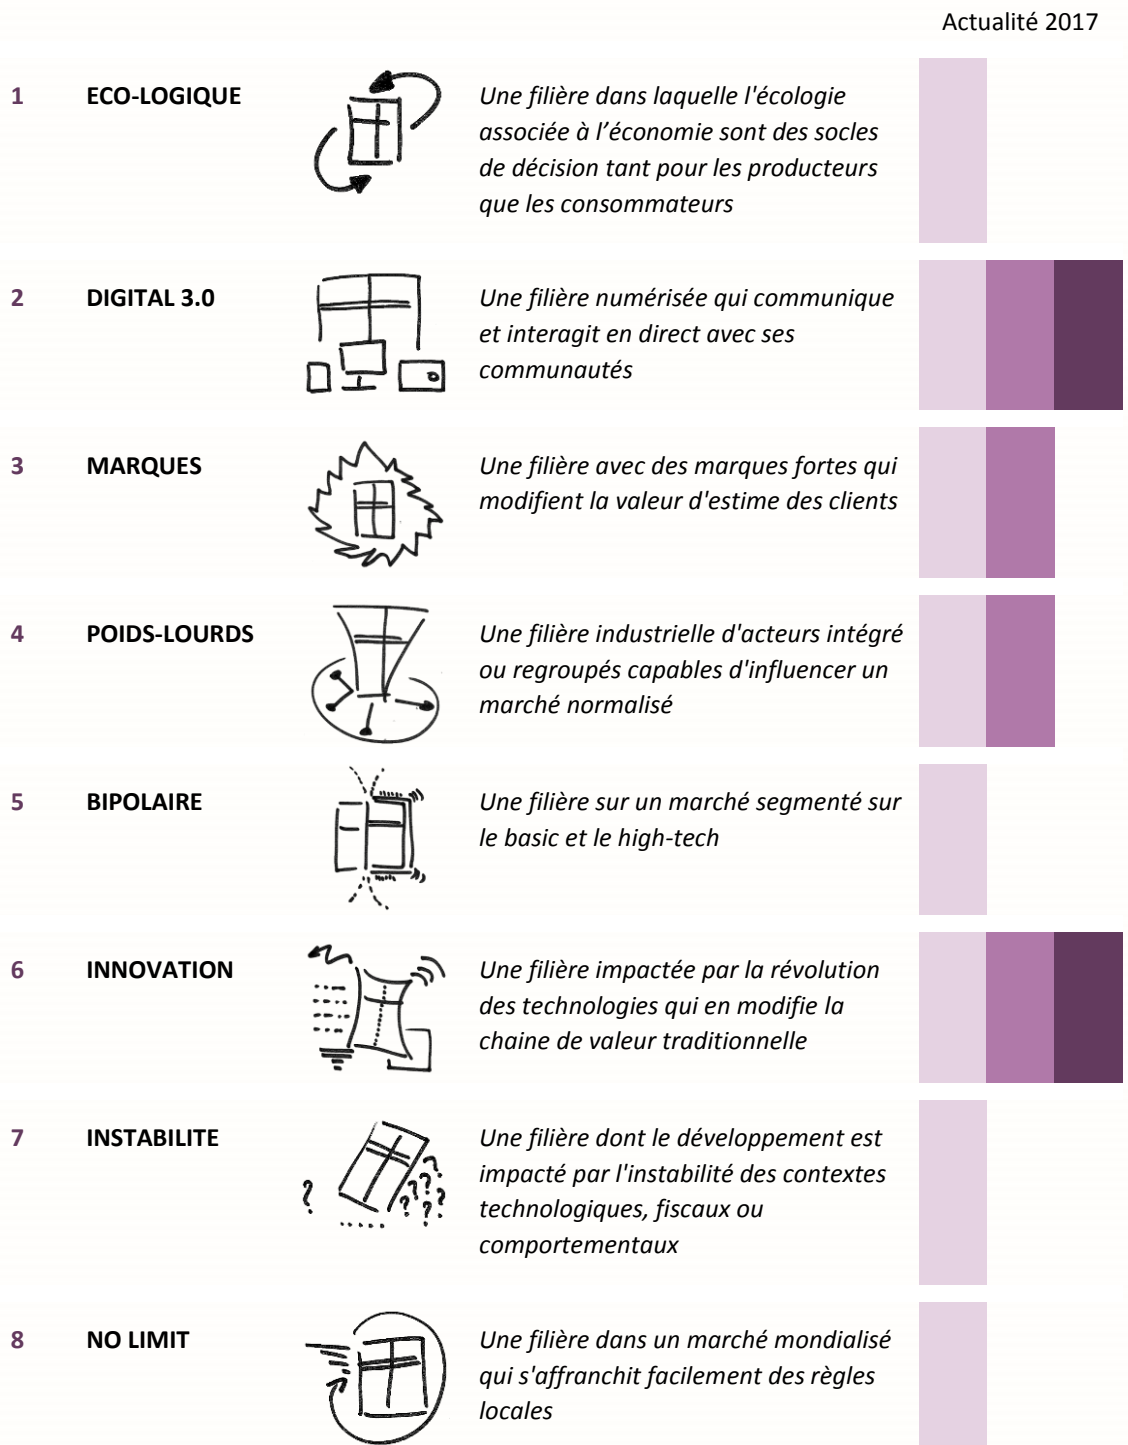 Actualité 2017
1 ECO-LOGIQUE Une filière dans laquelle l'écologie
associée à l’économie sont des socles
de décision tant pour les producteurs
que les consommateurs
2 DIGITAL 3.0 Une filière numérisée qui communique
et interagit en direct avec ses
communautés
3 MARQUES Une filière avec des marques fortes qui
modifient la valeur d'estime des clients
4 POIDS-LOURDS Une filière industrielle d'acteurs intégré
ou regroupés capables d'influencer un
marché normalisé
5 BIPOLAIRE Une filière sur un marché segmenté sur
le basic et le high-tech
6 INNOVATION Une filière impactée par la révolution
des technologies qui en modifie la
chaine de valeur traditionnelle
7 INSTABILITE Une filière dont le développement est
impacté par l'instabilité des contextes
technologiques, fiscaux ou
comportementaux
8 NO LIMIT Une filière dans un marché mondialisé
qui s'affranchit facilement des règles
locales